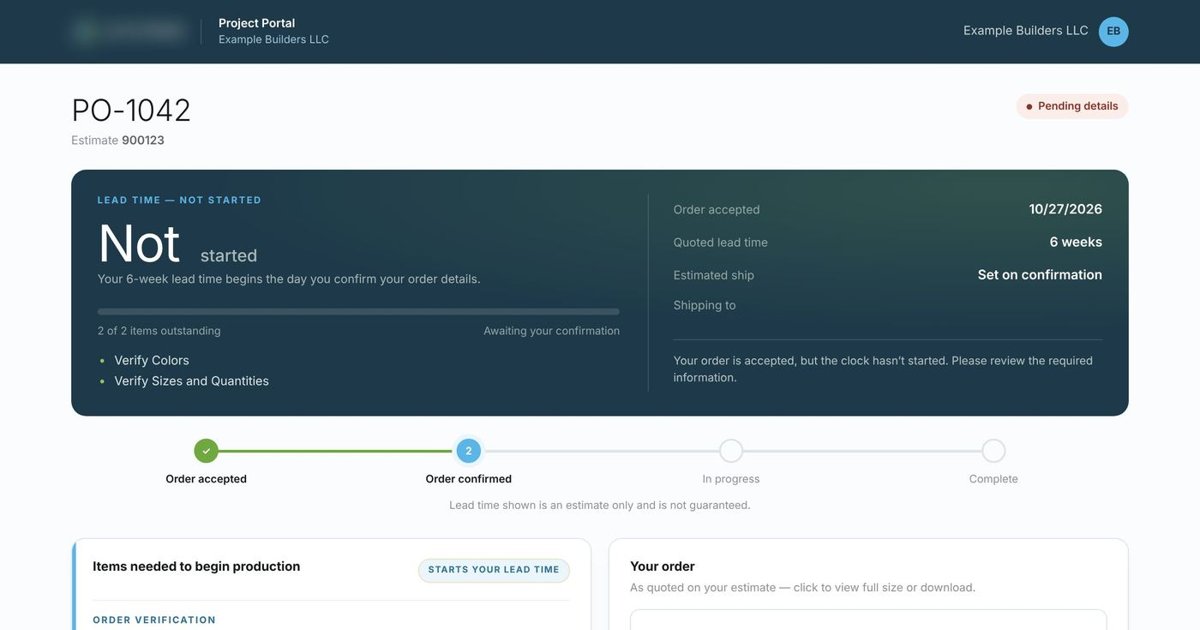 Project Portal
Example Builders LLC
Example Builders LLC
EB
PO-1042
Pending details
Estimate 900123
LEAD TIME — NOT STARTED
Not started
Your 6-week lead time begins the day you confirm your order details.
2 of 2 items outstanding
Awaiting your confirmation
• Verify Colors
• Verify Sizes and Quantities
Order accepted 10/27/2026
Quoted lead time 6 weeks
Estimated ship Set on confirmation
Shipping to
Your order is accepted, but the clock hasn't started. Please review the required
information.
2
Order accepted
Order confirmed
In progress
Complete
Lead time shown is an estimate only and is not guaranteed.
Items needed to begin production
STARTS YOUR LEAD TIME
ORDER VERIFICATION
Your order
As quoted on your estimate — click to view full size or download.